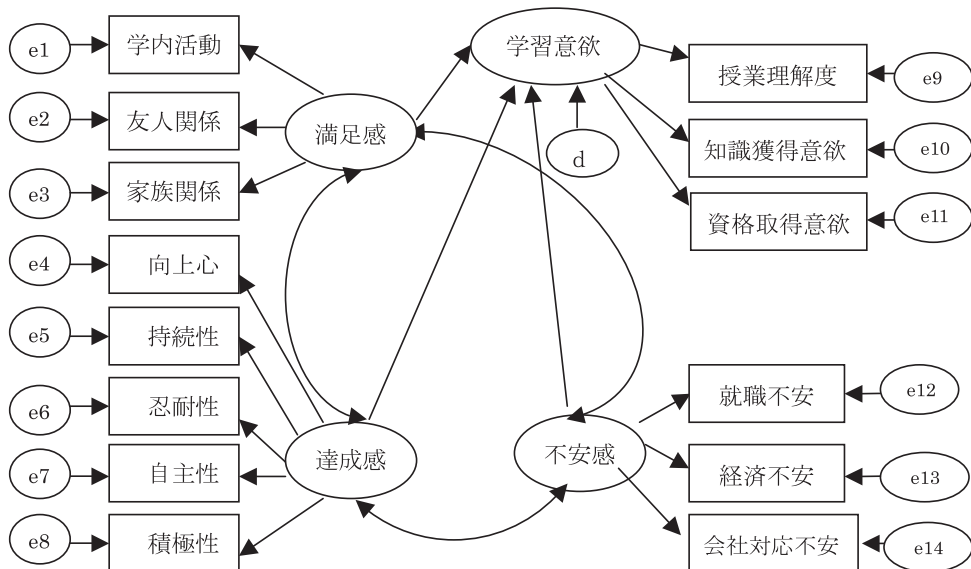 e1
学内活動
e2
友人関係
e3
家族関係
e4
向上心
e5
持続性
e6
忍耐性
e7
自主性
e8
積極性
満足感
達成感
学習意欲
d
不安感
授業理解度
e9
知識獲得意欲
e10
資格取得意欲
e11
就職不安
e12
経済不安
e13
会社対応不安
e14